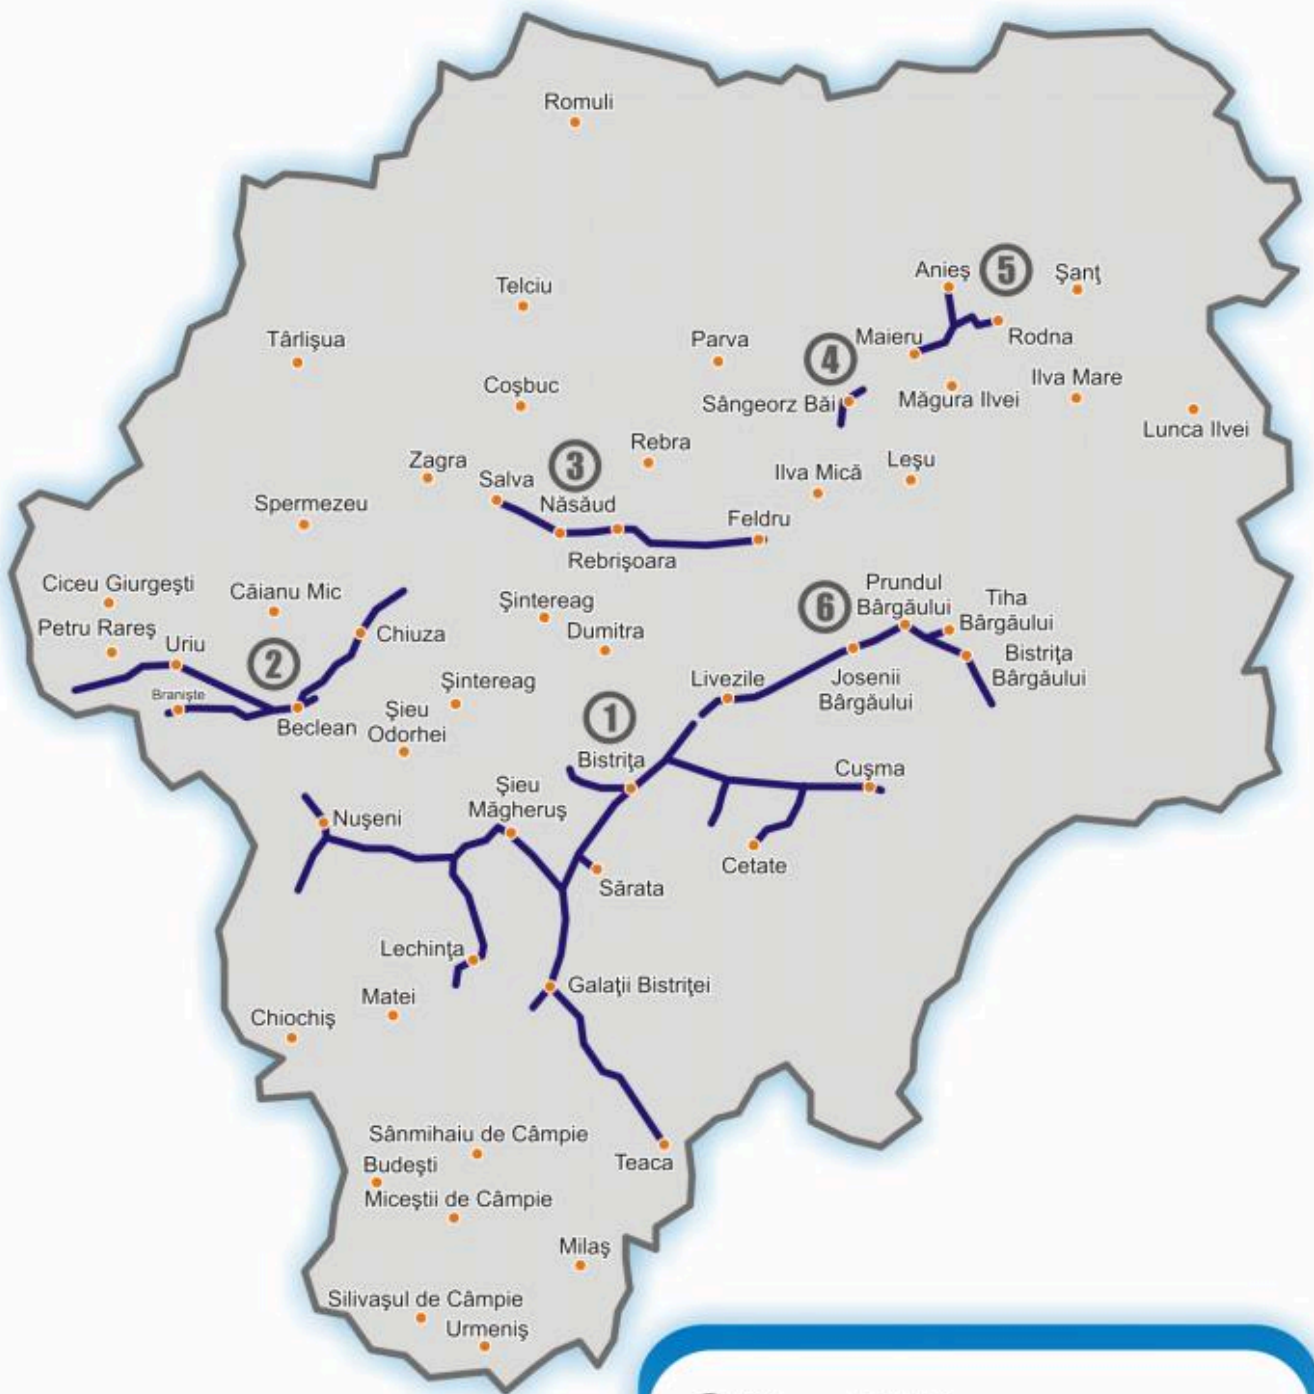 Romuli
Anieş
5
Şanţ
Telciu
Târlişua
Parva
4
Maieru
Rodna
Coşbuc
Sângeorz Băi
Măgura Ilvei
Ilva Mare
Lunca Ilvei
Zagra
Salva
3
Rebra
Ilva Mică
Leşu
Spermezeu
Năsăud
Feldru
Rebrişoara
Ciceu Giurgeşti
Căianu Mic
Şintereag
6
Prundul
Bârgăului
Tiha
Bârgăului
Petru Rareş
Uriu
2
Chiuza
Dumitra
Branişte
Beclean
Şieu
Odorhei
Şintereag
Livezile
Josenii
Bârgăului
Bistriţa
Bârgăului
1
Bistriţa
Cuşma
Şieu
Măgheruş
Nuşeni
Cetate
Sărata
Lechinţa
Galaţii Bistriţei
Matei
Chiochiş
Sânmihaiu de Câmpie
Teaca
Budeşti
Miceştii de Câmpie
Milaş
Silivaşul de Câmpie
Urmeniş